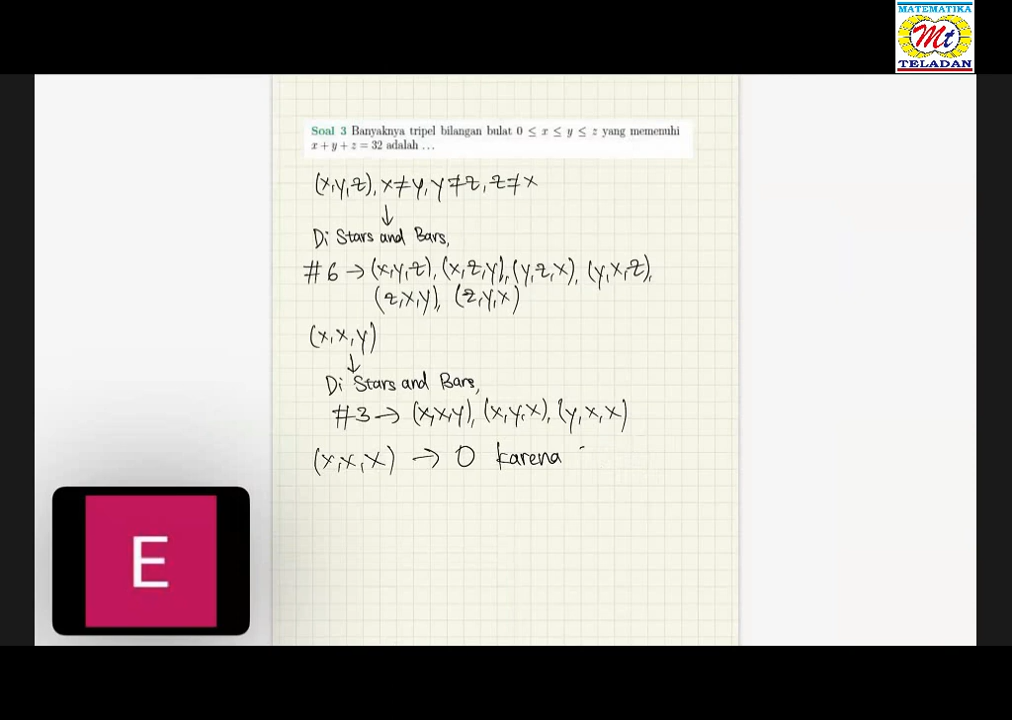 MATEMATIKA
Mt
TELADAN
Soal 3 Banyaknya tripel bilangan bulat 0 ≤ x ≤ y ≤ z yang memenuhi
x + y + z = 32 adalah ...
(x,y,z), x≠y, y≠z, z≠x
↓
Di Stars and Bars,
#6 → (x,y,z), (x,z,y), (y,z,x), (y,x,z),
(z,x,y), (z,y,x)
(x,x,y)
↓
Di Stars and Bars,
#3 → (x,x,y), (x,y,x), (y,x,x)
(x,x,x) → 0 karena
E